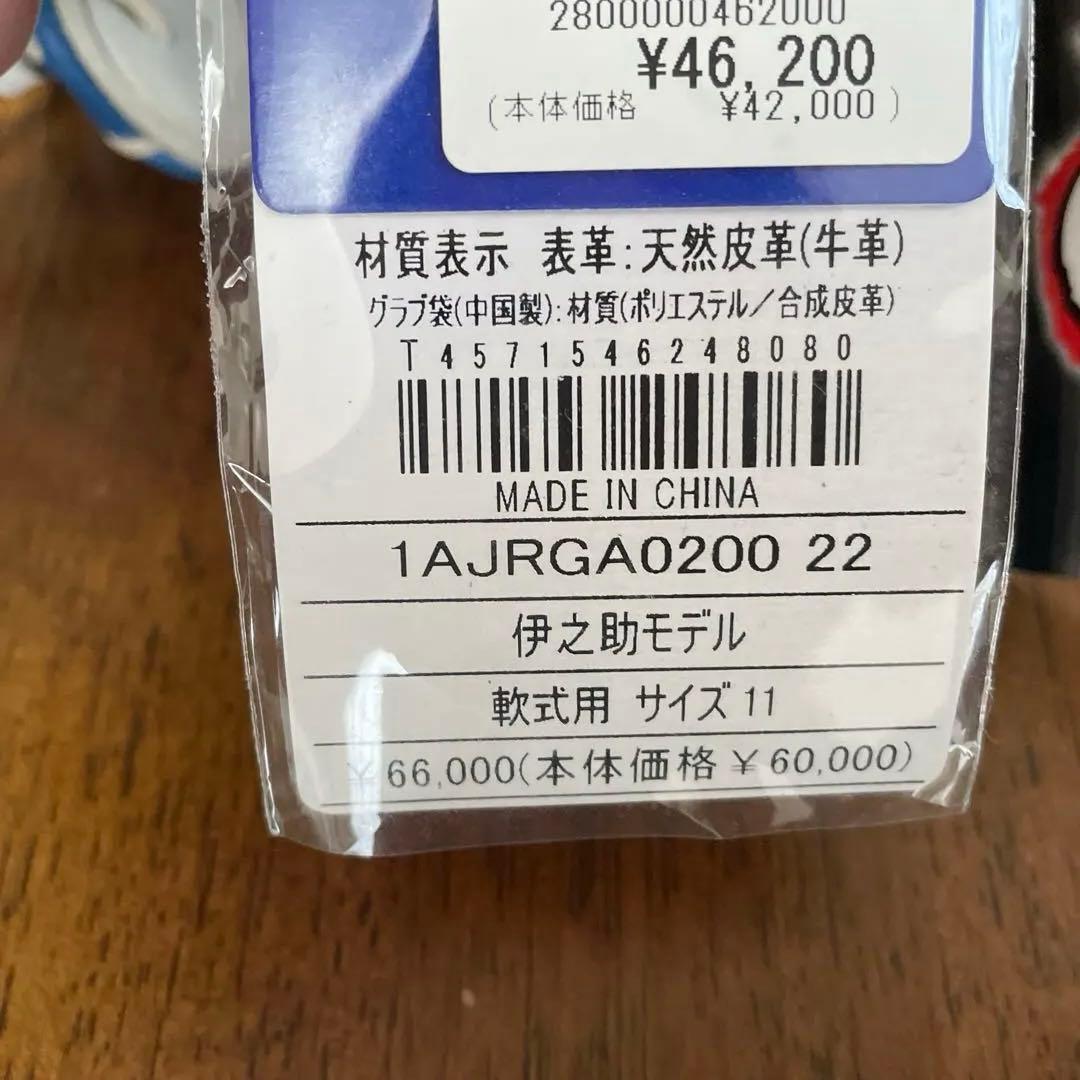 2800000462000
¥46,200
(本体価格 ¥42,000)
材質表示 表革:天然皮革(牛革)
グラブ袋(中国製):材質(ポリエステル/合成皮革)
T4571546248080
MADE IN CHINA
1AJRGA0200 22
伊之助モデル
軟式用 サイズ11
¥66,000(本体価格¥60,000)